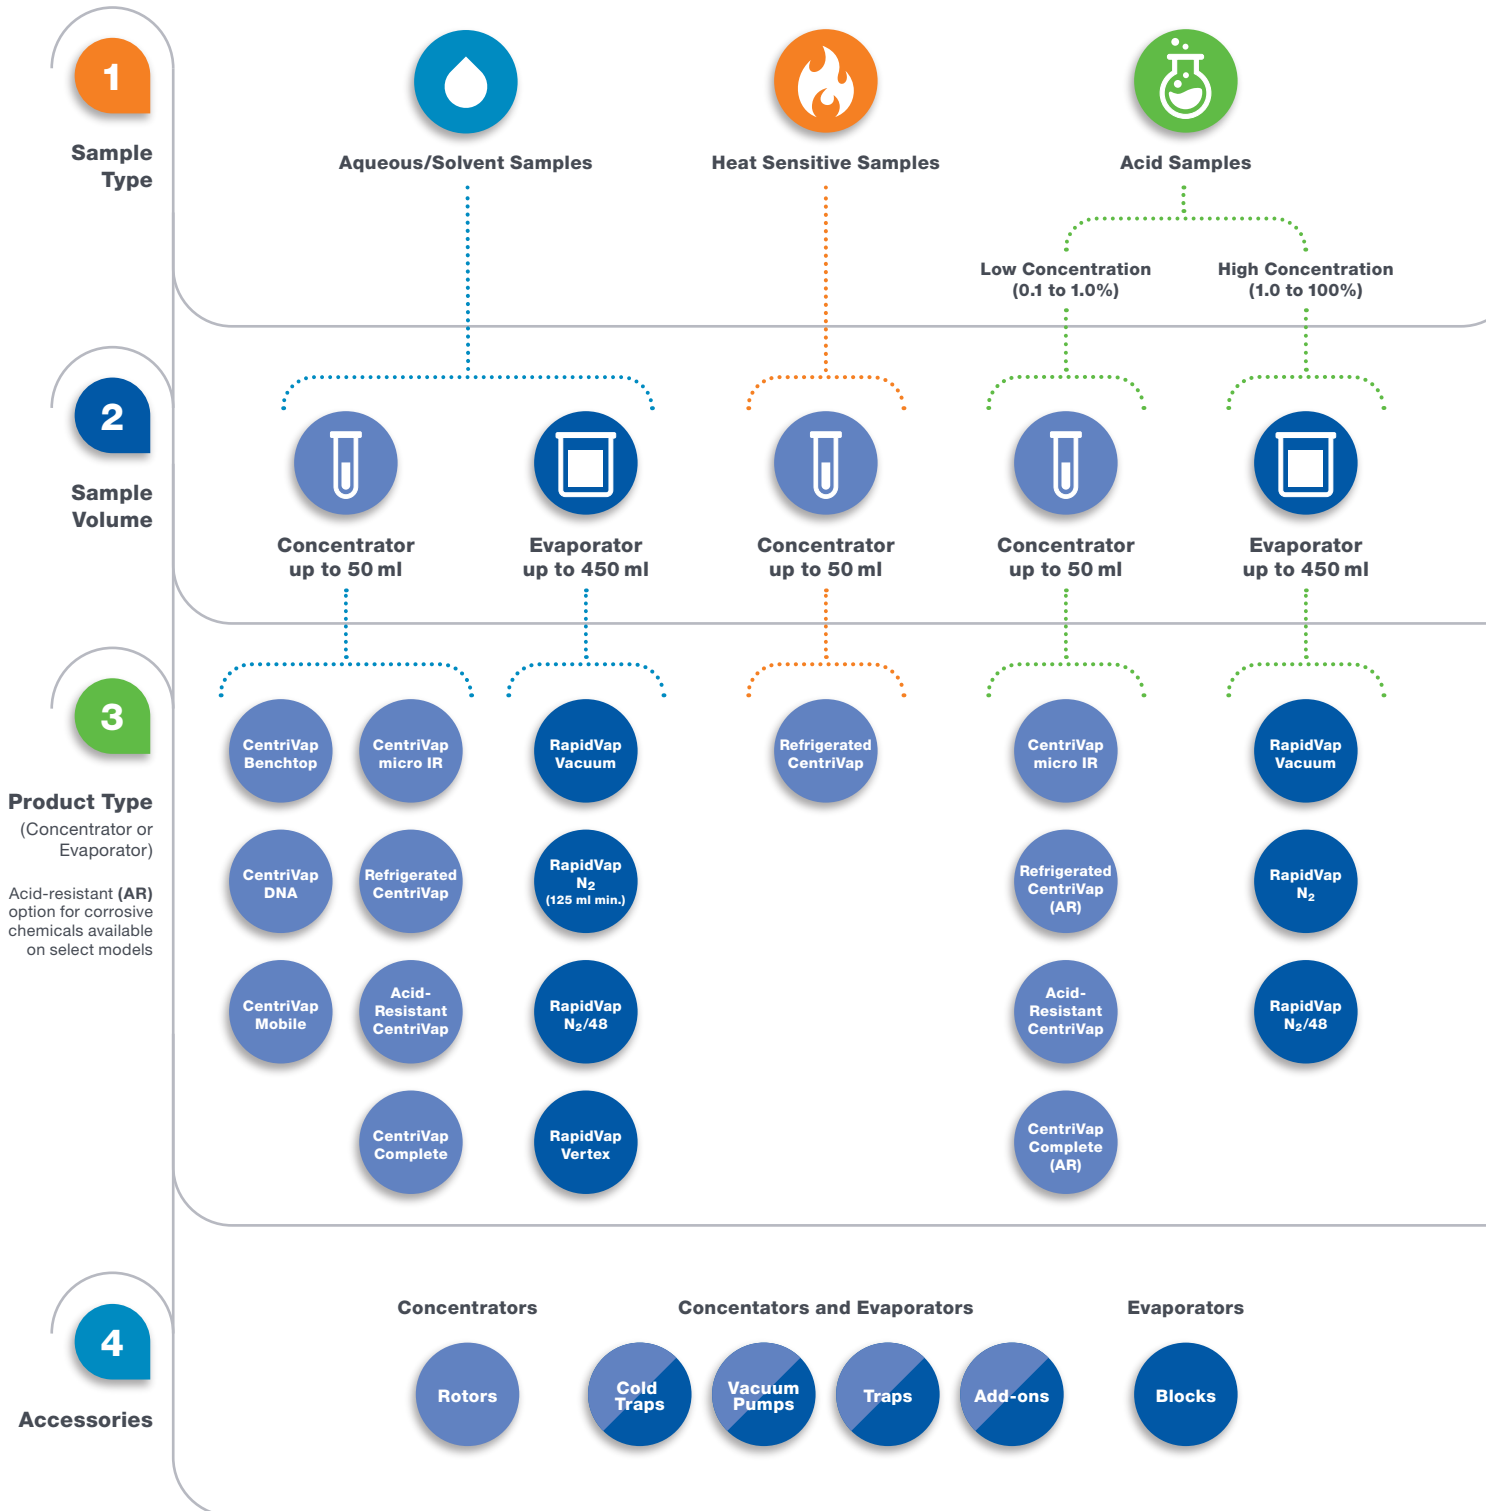 1
Sample
Type
Aqueous/Solvent Samples
Heat Sensitive Samples
Acid Samples
Low Concentration
(0.1 to 1.0%)
High Concentration
(1.0 to 100%)
2
Sample
Volume
Concentrator
up to 50 ml
Evaporator
up to 450 ml
Concentrator
up to 50 ml
Concentrator
up to 50 ml
Evaporator
up to 450 ml
3
Product Type
(Concentrator or
Evaporator)
Acid-resistant (AR)
option for corrosive
chemicals available
on select models
CentriVap
Benchtop
CentriVap
micro IR
RapidVap
Vacuum
Refrigerated
CentriVap
CentriVap
micro IR
RapidVap
Vacuum
CentriVap
DNA
Refrigerated
CentriVap
RapidVap
N2
(125 ml min.)
Refrigerated
CentriVap
(AR)
RapidVap
N2
CentriVap
Mobile
Acid-
Resistant
CentriVap
RapidVap
N2/48
Acid-
Resistant
CentriVap
RapidVap
N2/48
CentriVap
Complete
RapidVap
Vertex
CentriVap
Complete
(AR)
4
Accessories
Concentrators
Concentators and Evaporators
Evaporators
Rotors
Cold
Traps
Vacuum
Pumps
Traps
Add-ons
Blocks